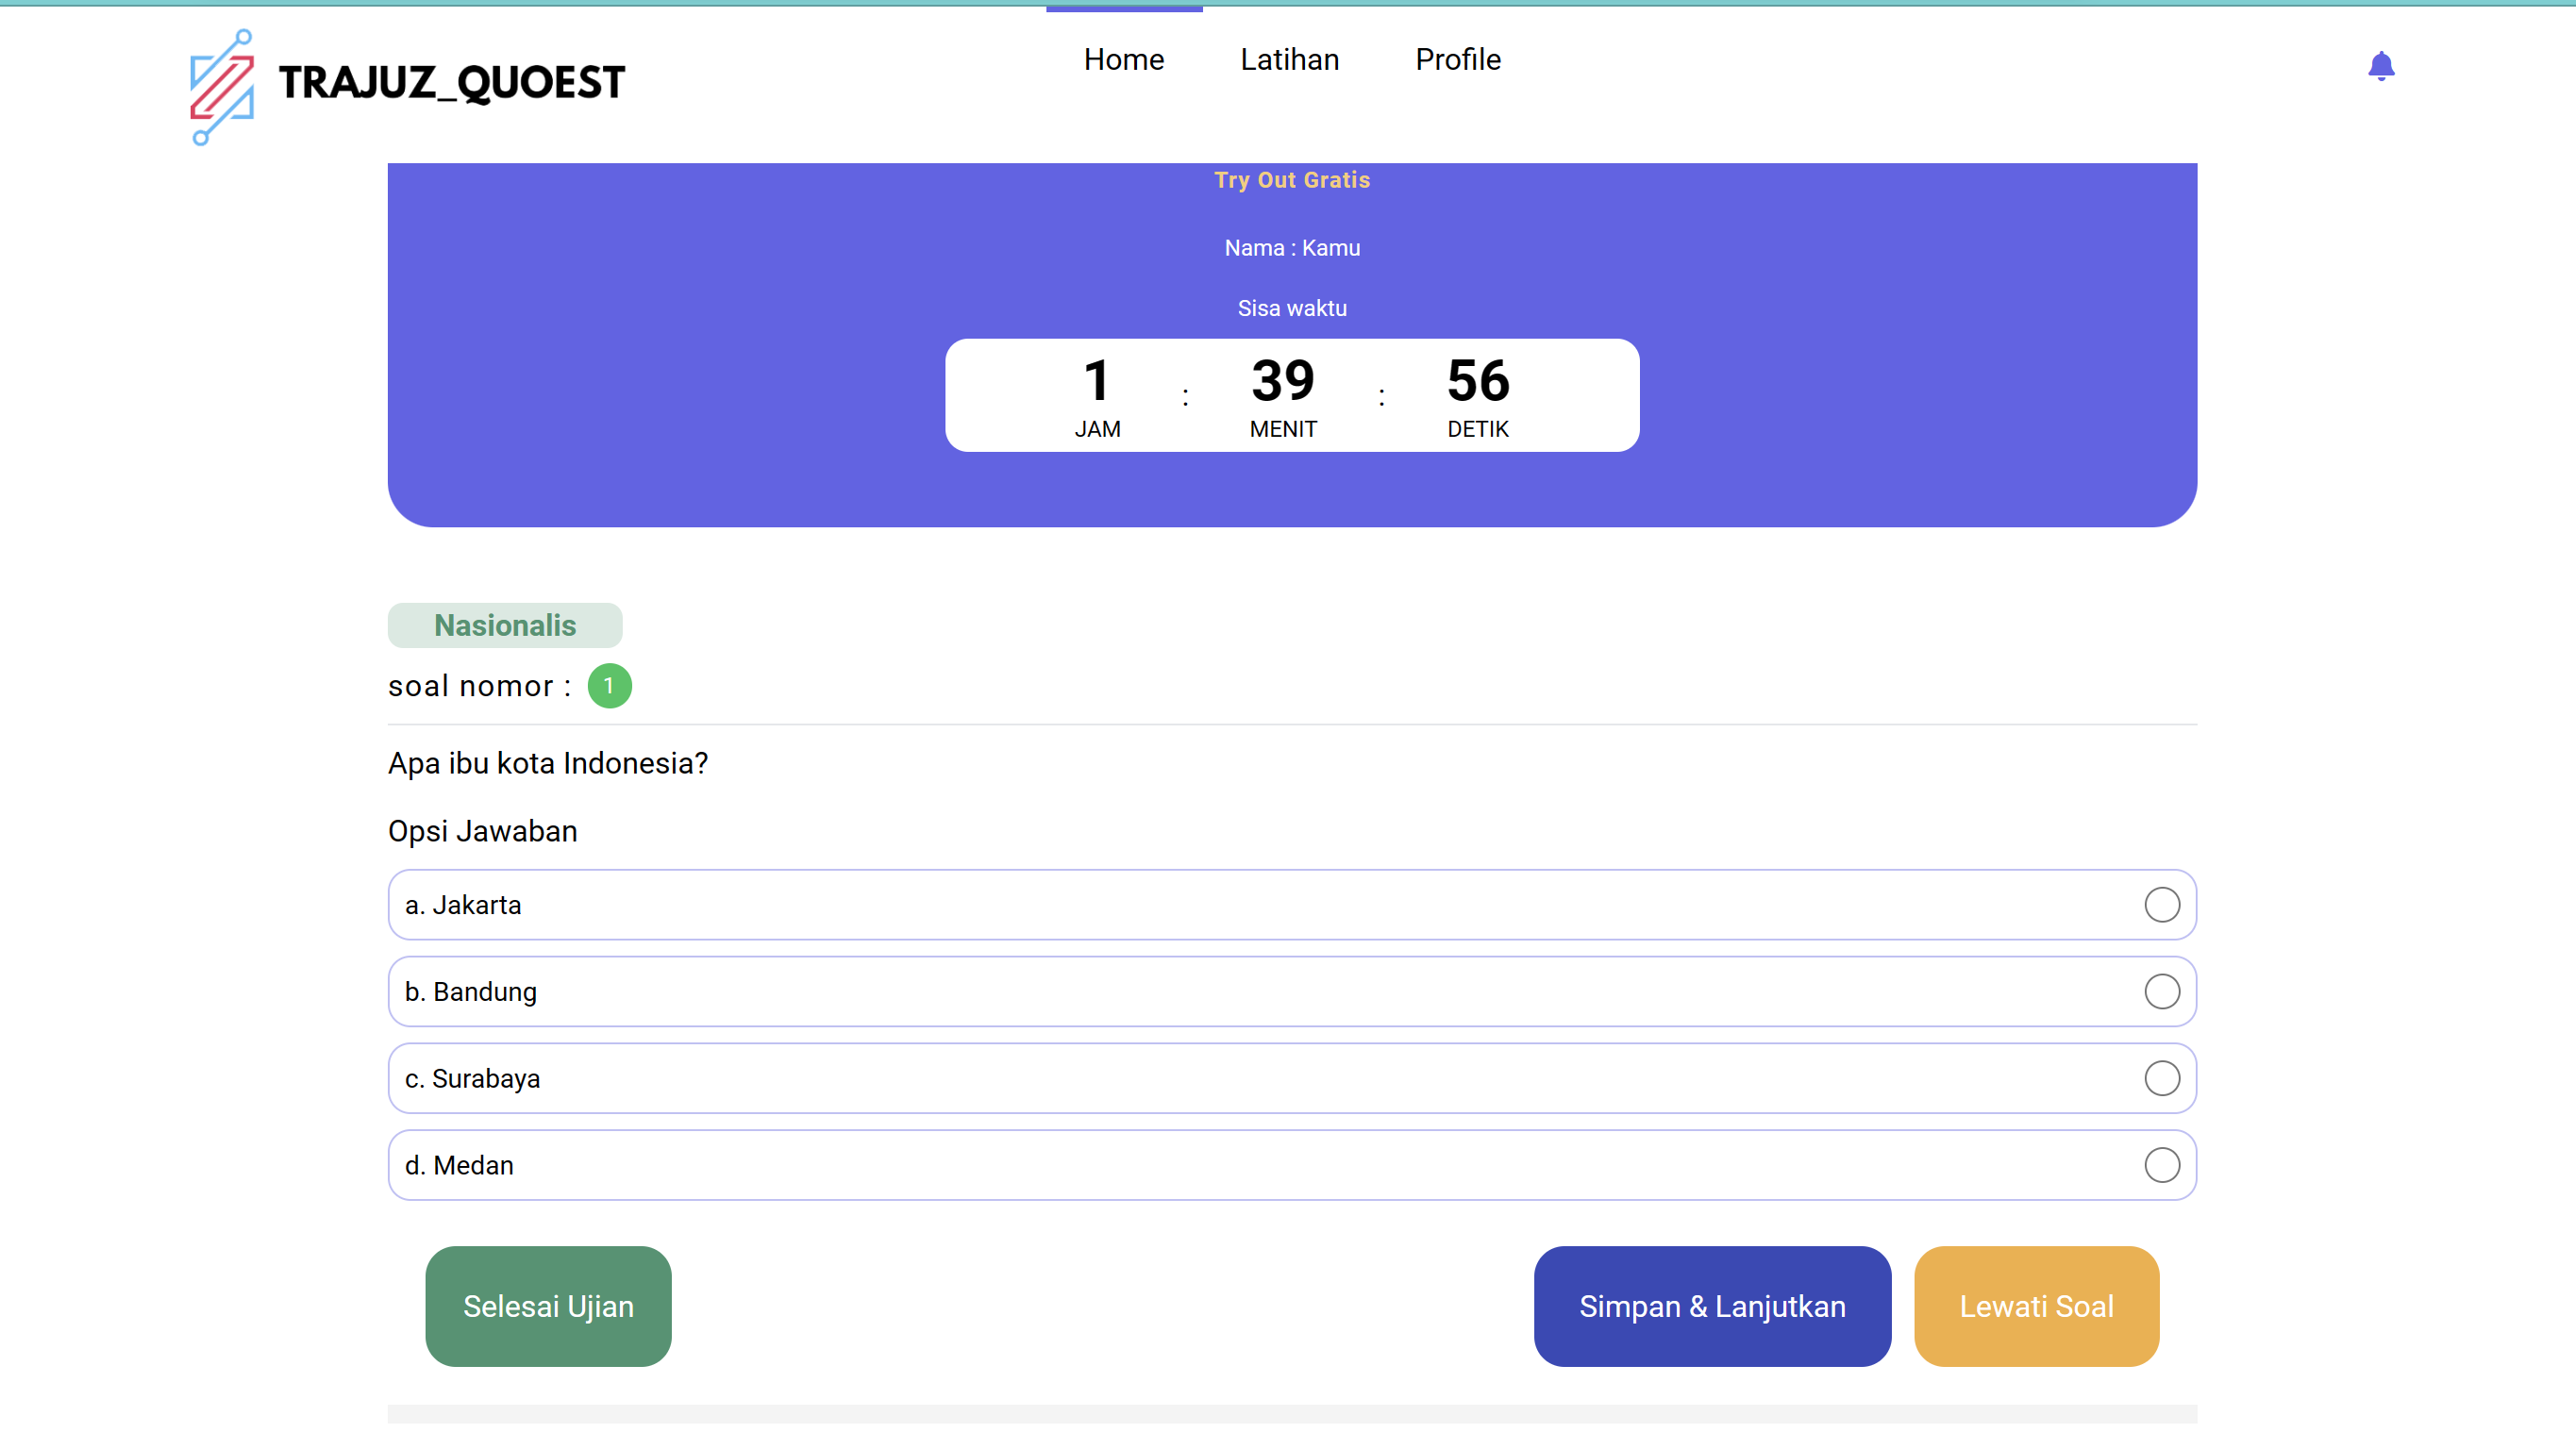 TRAJUZ_QUOEST
Home Latihan Profile
Try Out Gratis
Nama : Kamu
Sisa waktu
1 : 39 : 56
JAM MENIT DETIK
Nasionalis
soal nomor : 1
Apa ibu kota Indonesia?
Opsi Jawaban
a. Jakarta
b. Bandung
c. Surabaya
d. Medan
Selesai Ujian Simpan & Lanjutkan Lewati Soal